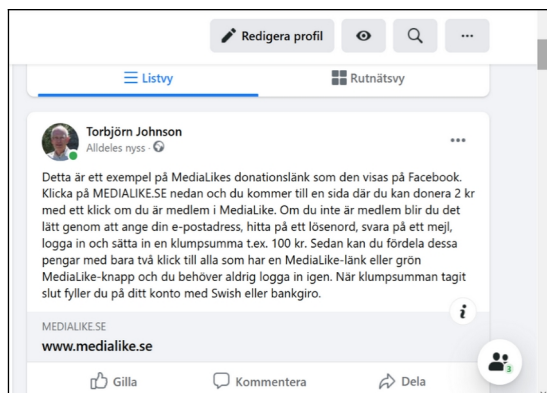 Redigera profil
Listvy
Rutnätsvy
Torbjörn Johnson
Alldeles nyss ·
Detta är ett exempel på MediaLikes donationslänk som den visas på Facebook.
Klicka på MEDIALIKE.SE nedan och du kommer till en sida där du kan donera 2 kr
med ett klick om du är medlem i MediaLike. Om du inte är medlem blir du det
lätt genom att ange din e-postadress, hitta på ett lösenord, svara på ett mejl,
logga in och sätta in en klumpsumma t.ex. 100 kr. Sedan kan du fördela dessa
pengar med bara två klick till alla som har en MediaLike-länk eller grön
MediaLike-knapp och du behöver aldrig logga in igen. När klumpsumman tagit
slut fyller du på ditt konto med Swish eller bankgiro.
MEDIALIKE.SE
www.medialike.se
3
Gilla
Kommentera
Dela